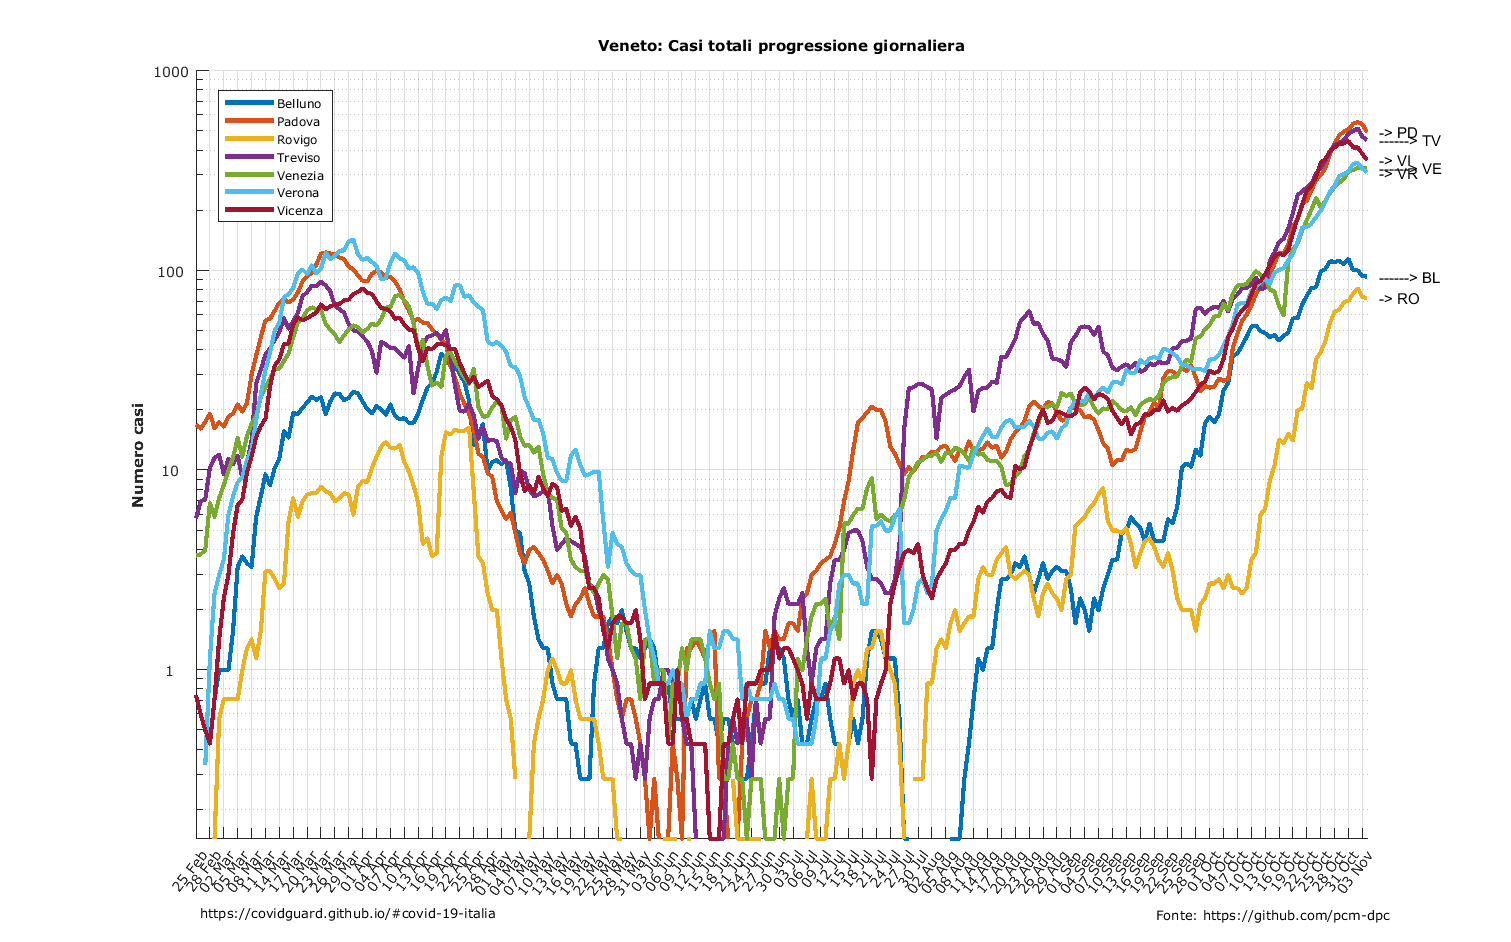 Veneto: Casi totali progressione giornaliera
Numero casi
1000
100
10
1
Belluno
Padova
Rovigo
Treviso
Venezia
Verona
Vicenza
-> PD
------> TV
-> VI
------> VE
-> VR
------> BL
-> RO
25 Feb
28 Feb
02 Mar
05 Mar
08 Mar
11 Mar
14 Mar
17 Mar
20 Mar
23 Mar
26 Mar
29 Mar
01 Apr
04 Apr
07 Apr
10 Apr
13 Apr
16 Apr
19 Apr
22 Apr
25 Apr
28 Apr
01 May
04 May
07 May
10 May
13 May
16 May
19 May
22 May
25 May
28 May
31 May
03 Jun
06 Jun
09 Jun
12 Jun
15 Jun
18 Jun
21 Jun
24 Jun
27 Jun
30 Jun
03 Jul
06 Jul
09 Jul
12 Jul
15 Jul
18 Jul
21 Jul
24 Jul
27 Jul
30 Jul
02 Aug
05 Aug
08 Aug
11 Aug
14 Aug
17 Aug
20 Aug
23 Aug
26 Aug
29 Aug
01 Sep
04 Sep
07 Sep
10 Sep
13 Sep
16 Sep
19 Sep
22 Sep
25 Sep
28 Sep
01 Oct
04 Oct
07 Oct
10 Oct
13 Oct
16 Oct
19 Oct
22 Oct
25 Oct
28 Oct
31 Oct
03 Nov
https://covidguard.github.io/#covid-19-italia
Fonte: https://github.com/pcm-dpc